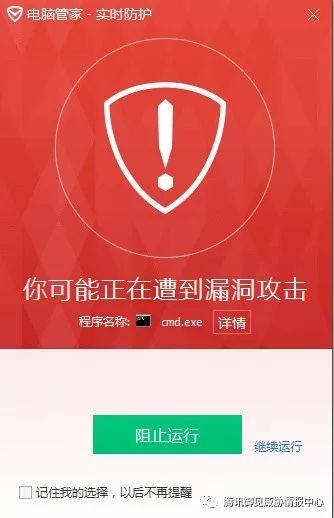 电脑管家 - 实时防护
你可能正在遭到漏洞攻击
程序名称: cmd.exe 详情
阻止运行
继续运行
记住我的选择，以后不再提醒
腾讯御见威胁情报中心